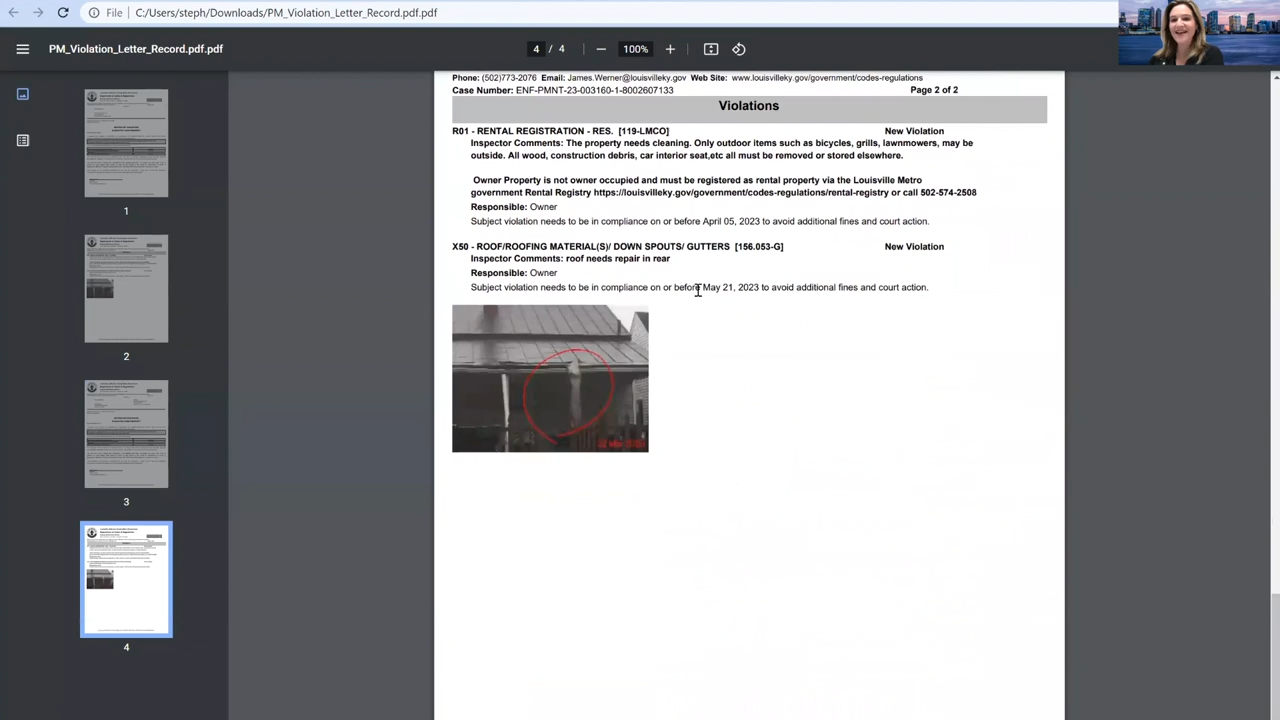 File
C:/Users/steph/Downloads/PM_Violation_Letter_Record.pdf.pdf
PM_Violation_Letter_Record.pdf.pdf
4 / 4
100%
Phone: (502)773-2076 Email: James.Werner@louisvilleky.gov Web Site: www.louisvilleky.gov/government/codes-regulations
Case Number: ENF-PMNT-23-003160-1-8002607133
Page 2 of 2
Violations
R01 - RENTAL REGISTRATION - RES. [119-LMCO]
New Violation
Inspector Comments: The property needs cleaning. Only outdoor items such as bicycles, grills, lawnmowers, may be
outside. All wood, construction debris, car interior seat,etc all must be removed or stored elsewhere.
Owner Property is not owner occupied and must be registered as rental property via the Louisville Metro
government Rental Registry https://louisvilleky.gov/government/codes-regulations/rental-registry or call 502-574-2508
Responsible: Owner
Subject violation needs to be in compliance on or before April 05, 2023 to avoid additional fines and court action.
X50 - ROOF/ROOFING MATERIAL(S)/ DOWN SPOUTS/ GUTTERS [156.053-G]
New Violation
Inspector Comments: roof needs repair in rear
Responsible: Owner
Subject violation needs to be in compliance on or before May 21, 2023 to avoid additional fines and court action.
1
2
3
4